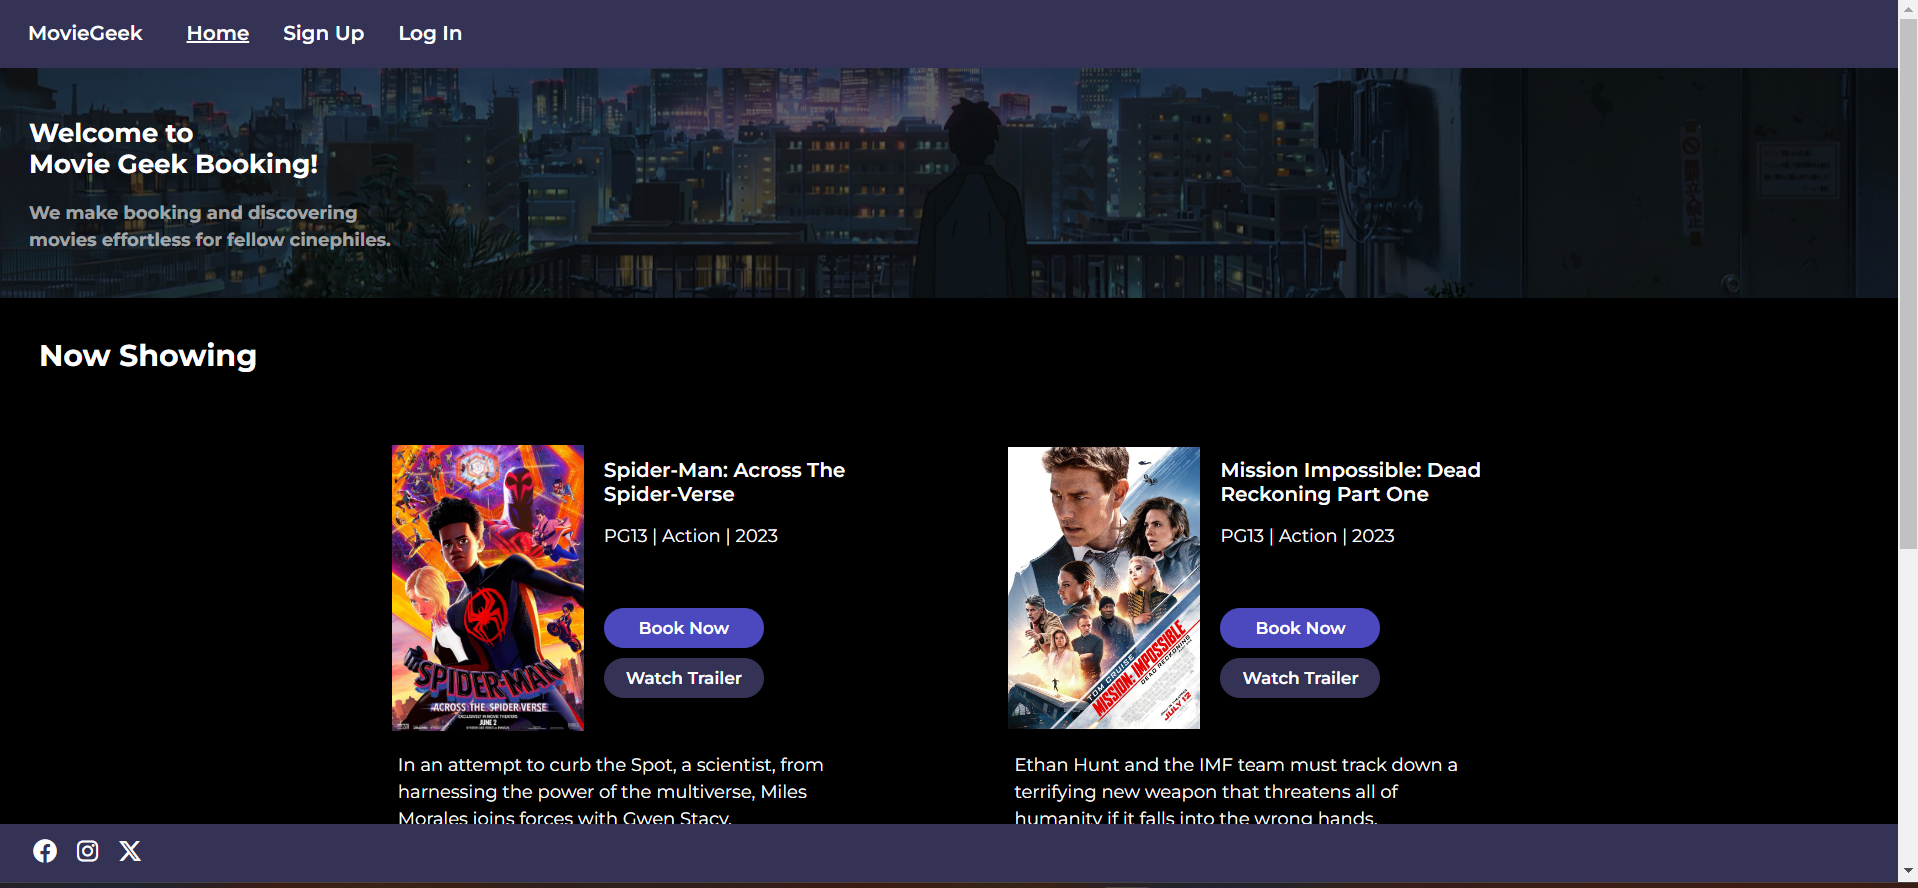 MovieGeek Home Sign Up Log In
Welcome to
Movie Geek Booking!
We make booking and discovering
movies effortless for fellow cinephiles.
Now Showing
Spider-Man: Across The
Spider-Verse
PG13 | Action | 2023
Book Now
Watch Trailer
SPIDER-MAN
ACROSS THE SPIDER-VERSE
EXCLUSIVELY IN MOVIE THEATERS
JUNE 2
In an attempt to curb the Spot, a scientist, from
harnessing the power of the multiverse, Miles
Morales joins forces with Gwen Stacy.
Mission Impossible: Dead
Reckoning Part One
PG13 | Action | 2023
Book Now
Watch Trailer
TOM CRUISE
MISSION: IMPOSSIBLE
DEAD RECKONING
JULY 12
Ethan Hunt and the IMF team must track down a
terrifying new weapon that threatens all of
humanity if it falls into the wrong hands.